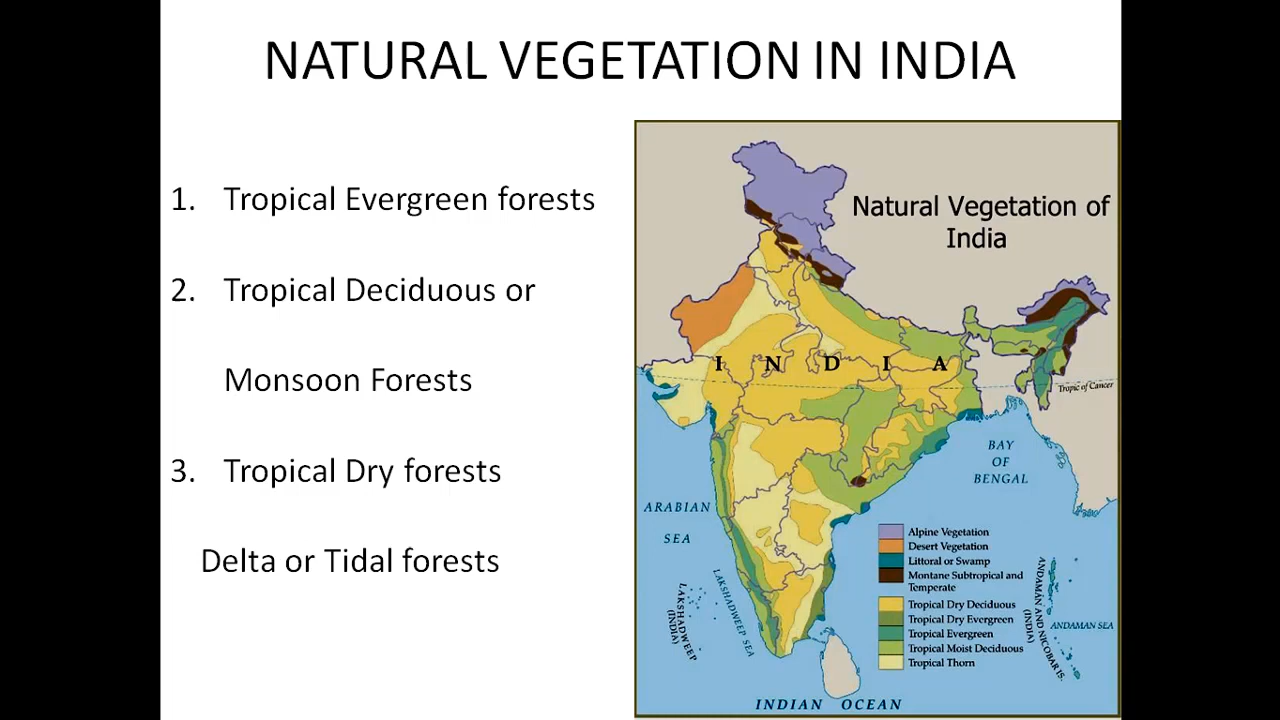 NATURAL VEGETATION IN INDIA
1. Tropical Evergreen forests
2. Tropical Deciduous or
Monsoon Forests
3. Tropical Dry forests
Delta or Tidal forests
Natural Vegetation of
India
I N D I A
Tropic of Cancer
BAY
OF
BENGAL
ARABIAN
SEA
LAKSHADWEEP
(INDIA)
LAKSHADWEEP SEA
Alpine Vegetation
Desert Vegetation
Littoral or Swamp
Montane Subtropical and
Temperate
Tropical Dry Deciduous
Tropical Dry Evergreen
Tropical Evergreen
Tropical Moist Deciduous
Tropical Thorn
ANDAMAN AND NICOBAR IS.
(INDIA)
ANDAMAN SEA
INDIAN OCEAN